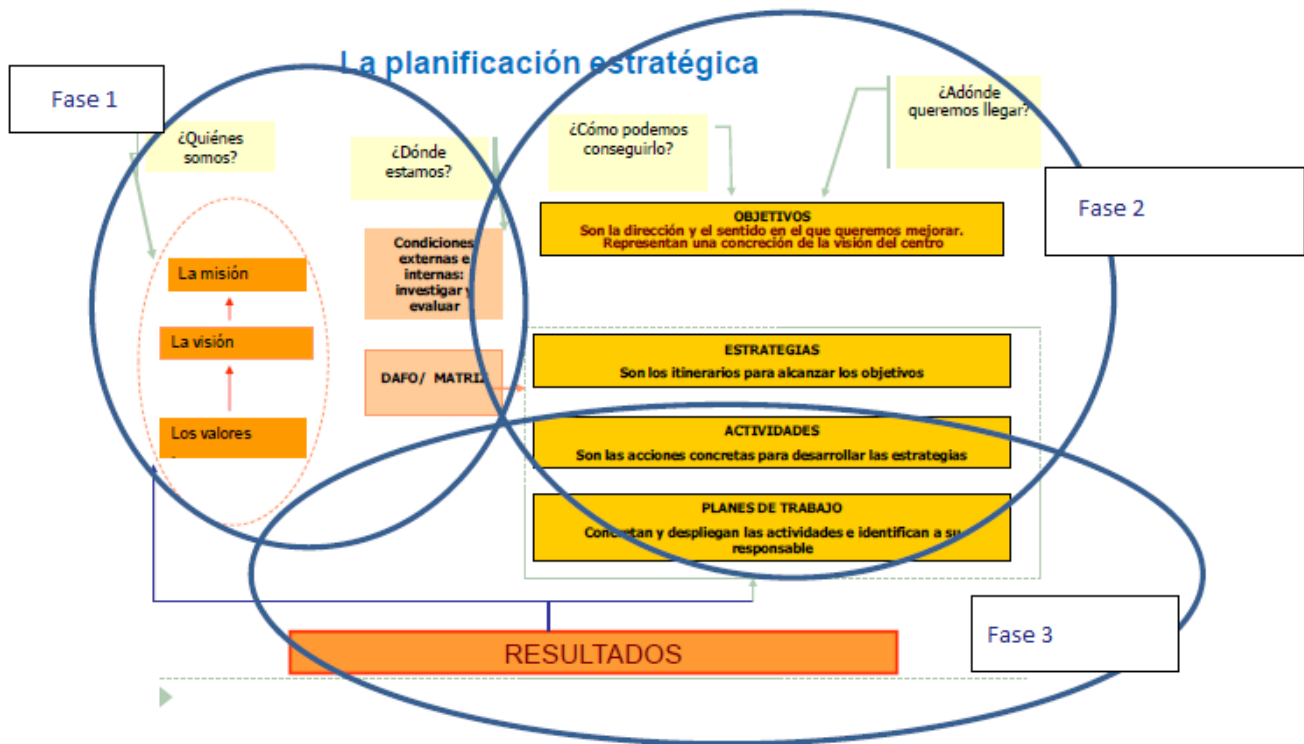 La planificación estratégica
Fase 1
¿Quiénes
somos?
¿Dónde
estamos?
¿Cómo podemos
conseguirlo?
¿Adónde
queremos llegar?
Fase 2
La misión
La visión
Los valores
Condiciones
externas e
internas:
investigar y
evaluar
DAFO/ MATRIZ
OBJETIVOS
Son la dirección y el sentido en el que queremos mejorar.
Representan una concreción de la visión del centro
ESTRATEGIAS
Son los itinerarios para alcanzar los objetivos
ACTIVIDADES
Son las acciones concretas para desarrollar las estrategias
PLANES DE TRABAJO
Concretan y despliegan las actividades e identifican a su
responsable
Fase 3
RESULTADOS